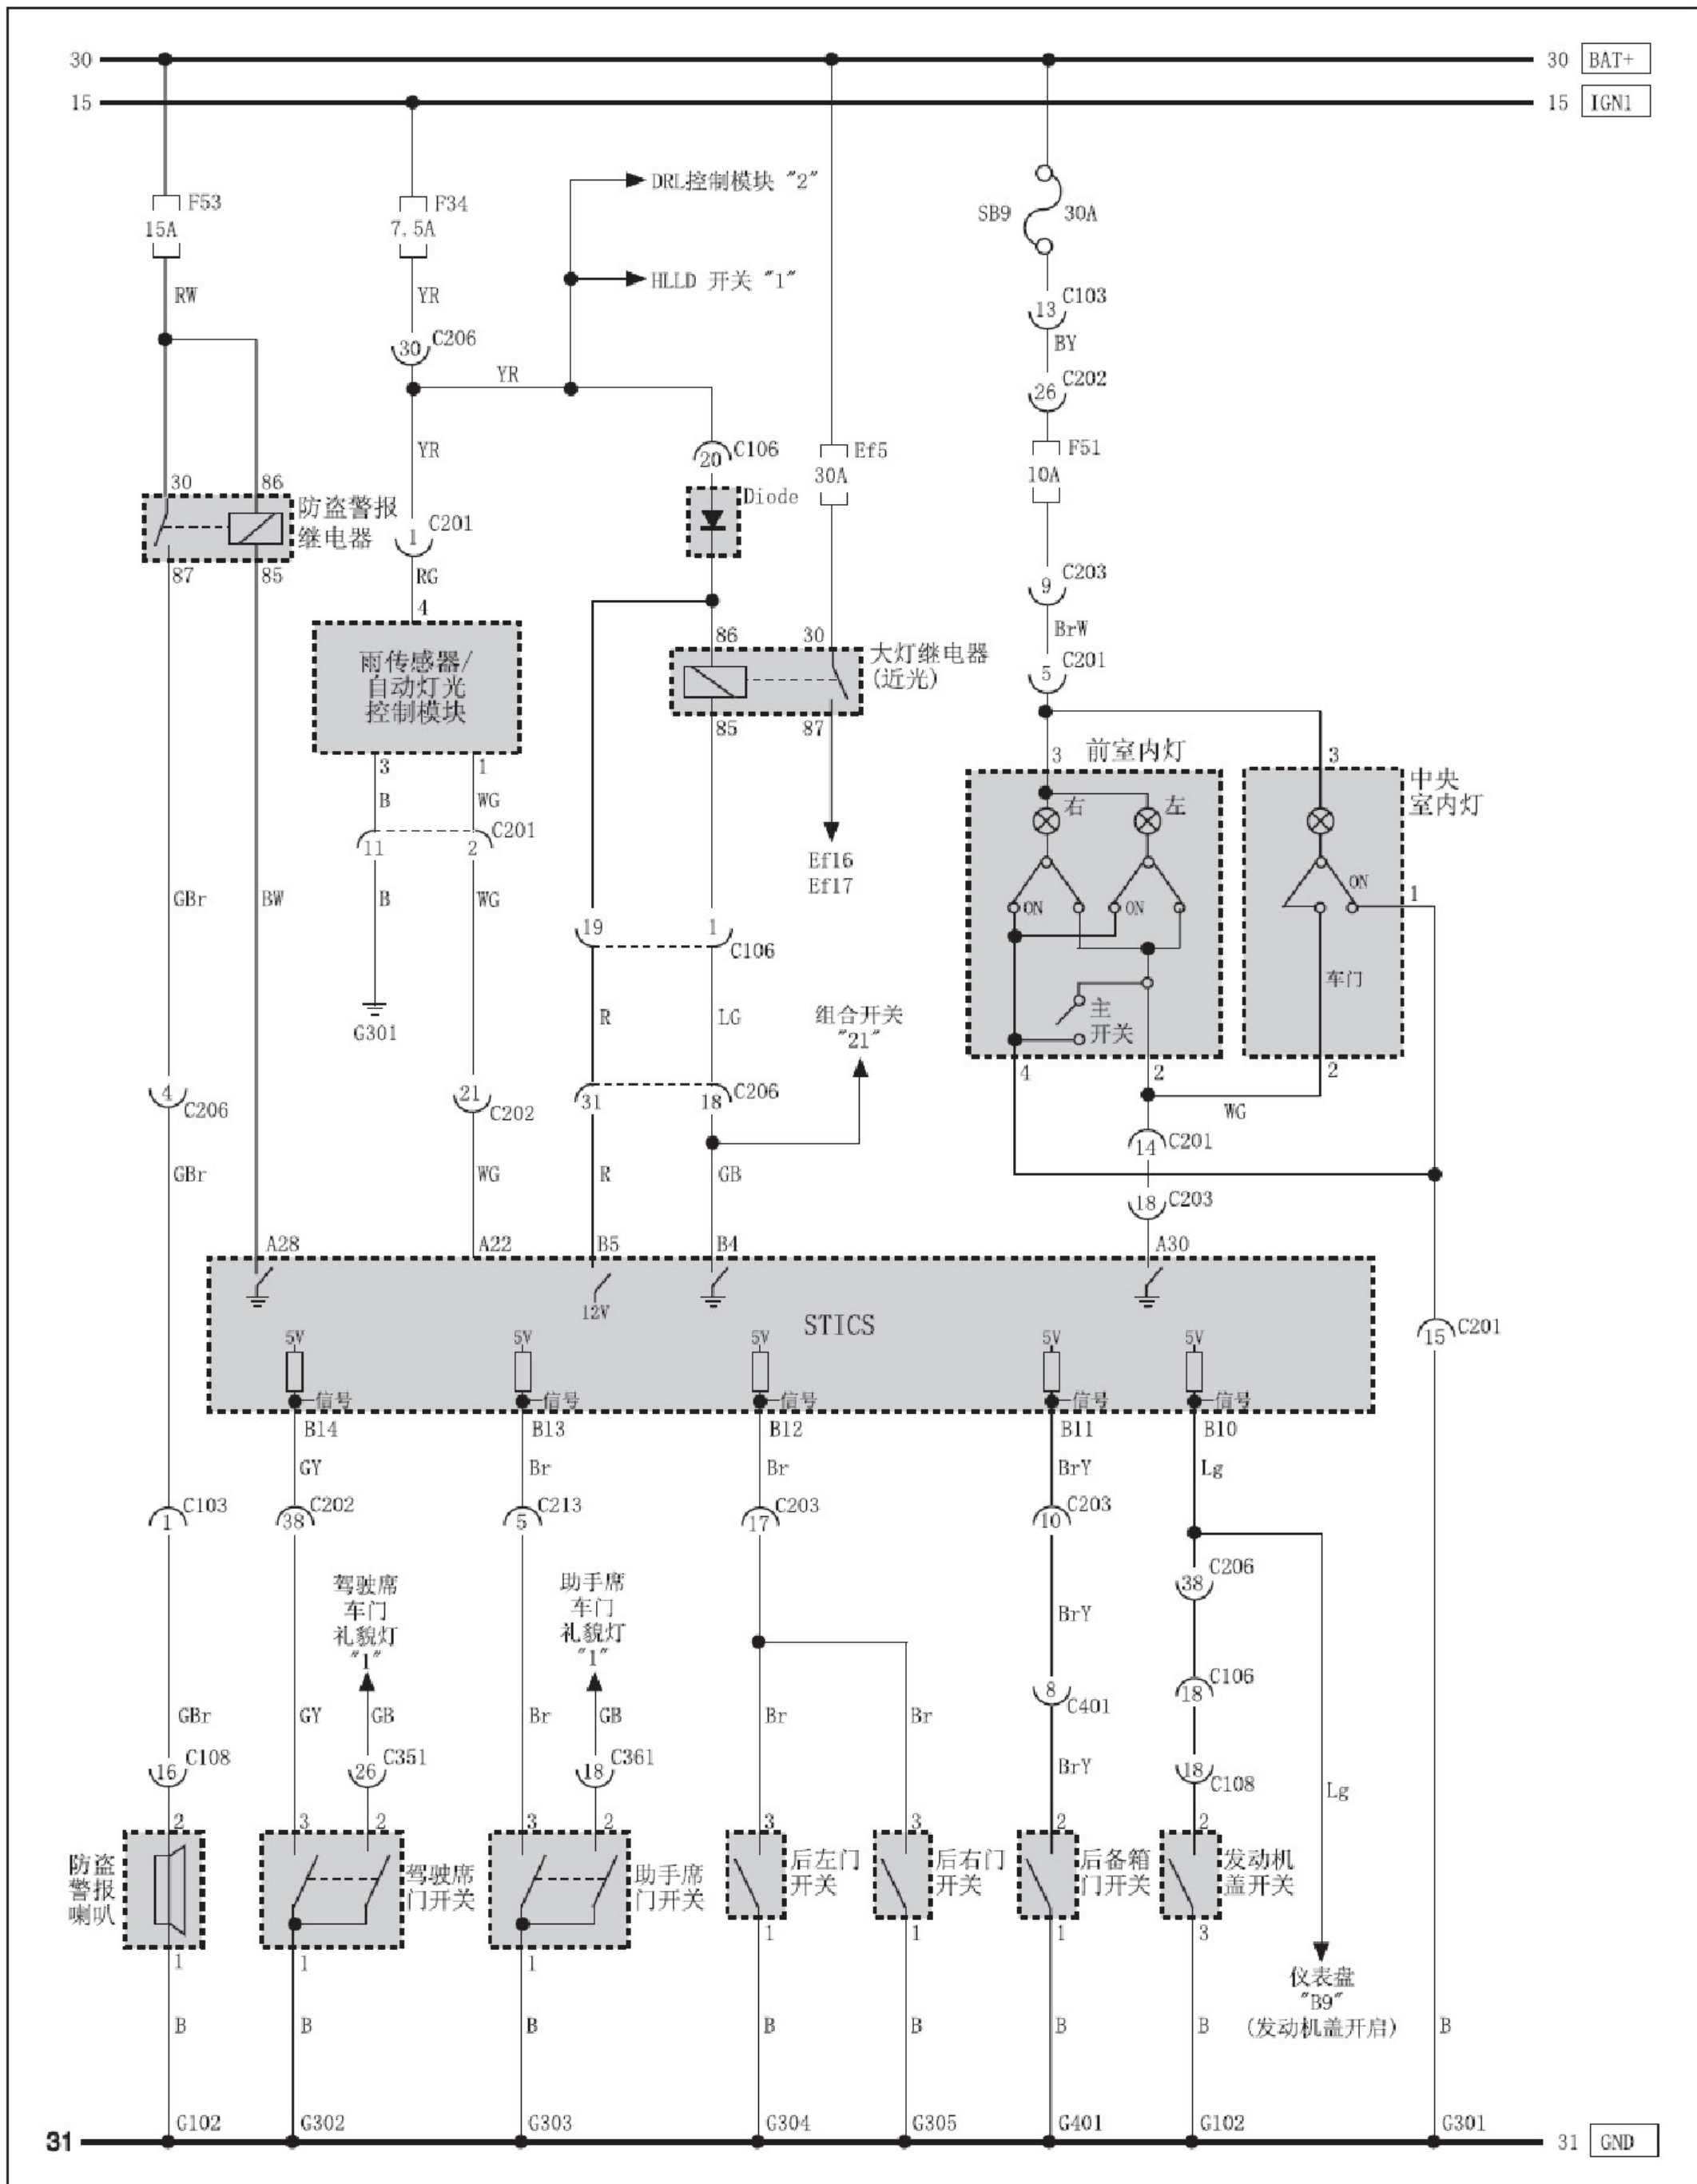 30
30 BAT+
15
15 IGN1
DRL控制模块 "2"
F53
15A
F34
7.5A
SB9
30A
HLLD 开关 "1"
RW
YR
13
C103
BY
30
C206
YR
26
C202
YR
20
C106
Ef5
30A
F51
10A
30
86
Diode
防盗警报
继电器
1
C201
87
85
RG
9
C203
4
BrW
86
30
大灯继电器
(近光)
5
C201
雨传感器/
自动灯光
控制模块
85
87
3
前室内灯
3
中央
室内灯
3
1
B
WG
右
左
C201
11
2
Ef16
Ef17
ON
ON
ON
1
GBr
BW
B
WG
19
1
C106
车门
G301
R
LG
组合开关
"21"
主
开关
4
2
2
4
C206
21
C202
31
18
C206
WG
14
C201
GBr
WG
R
GB
18
C203
A28
A22
B5
B4
A30
12V
STICS
5V
5V
5V
5V
5V
15
C201
信号
信号
信号
信号
信号
B14
B13
B12
B11
B10
GY
Br
Br
BrY
Lg
1
C103
38
C202
5
C213
17
C203
10
C203
驾驶席
车门
礼貌灯
"1"
助手席
车门
礼貌灯
"1"
38
C206
BrY
8
C401
18
C106
GBr
GY
GB
Br
GB
Br
Br
16
C108
26
C351
18
C361
BrY
18
C108
Lg
2
3
2
3
2
3
3
2
2
防盗
警报
喇叭
驾驶席
门开关
助手席
门开关
后左门
开关
后右门
开关
后备箱
门开关
发动机
盖开关
1
1
1
1
1
1
3
仪表盘
"B9"
(发动机盖开启)
B
B
B
B
B
B
B
B
G102
G302
G303
G304
G305
G401
G102
G301
31
31 GND